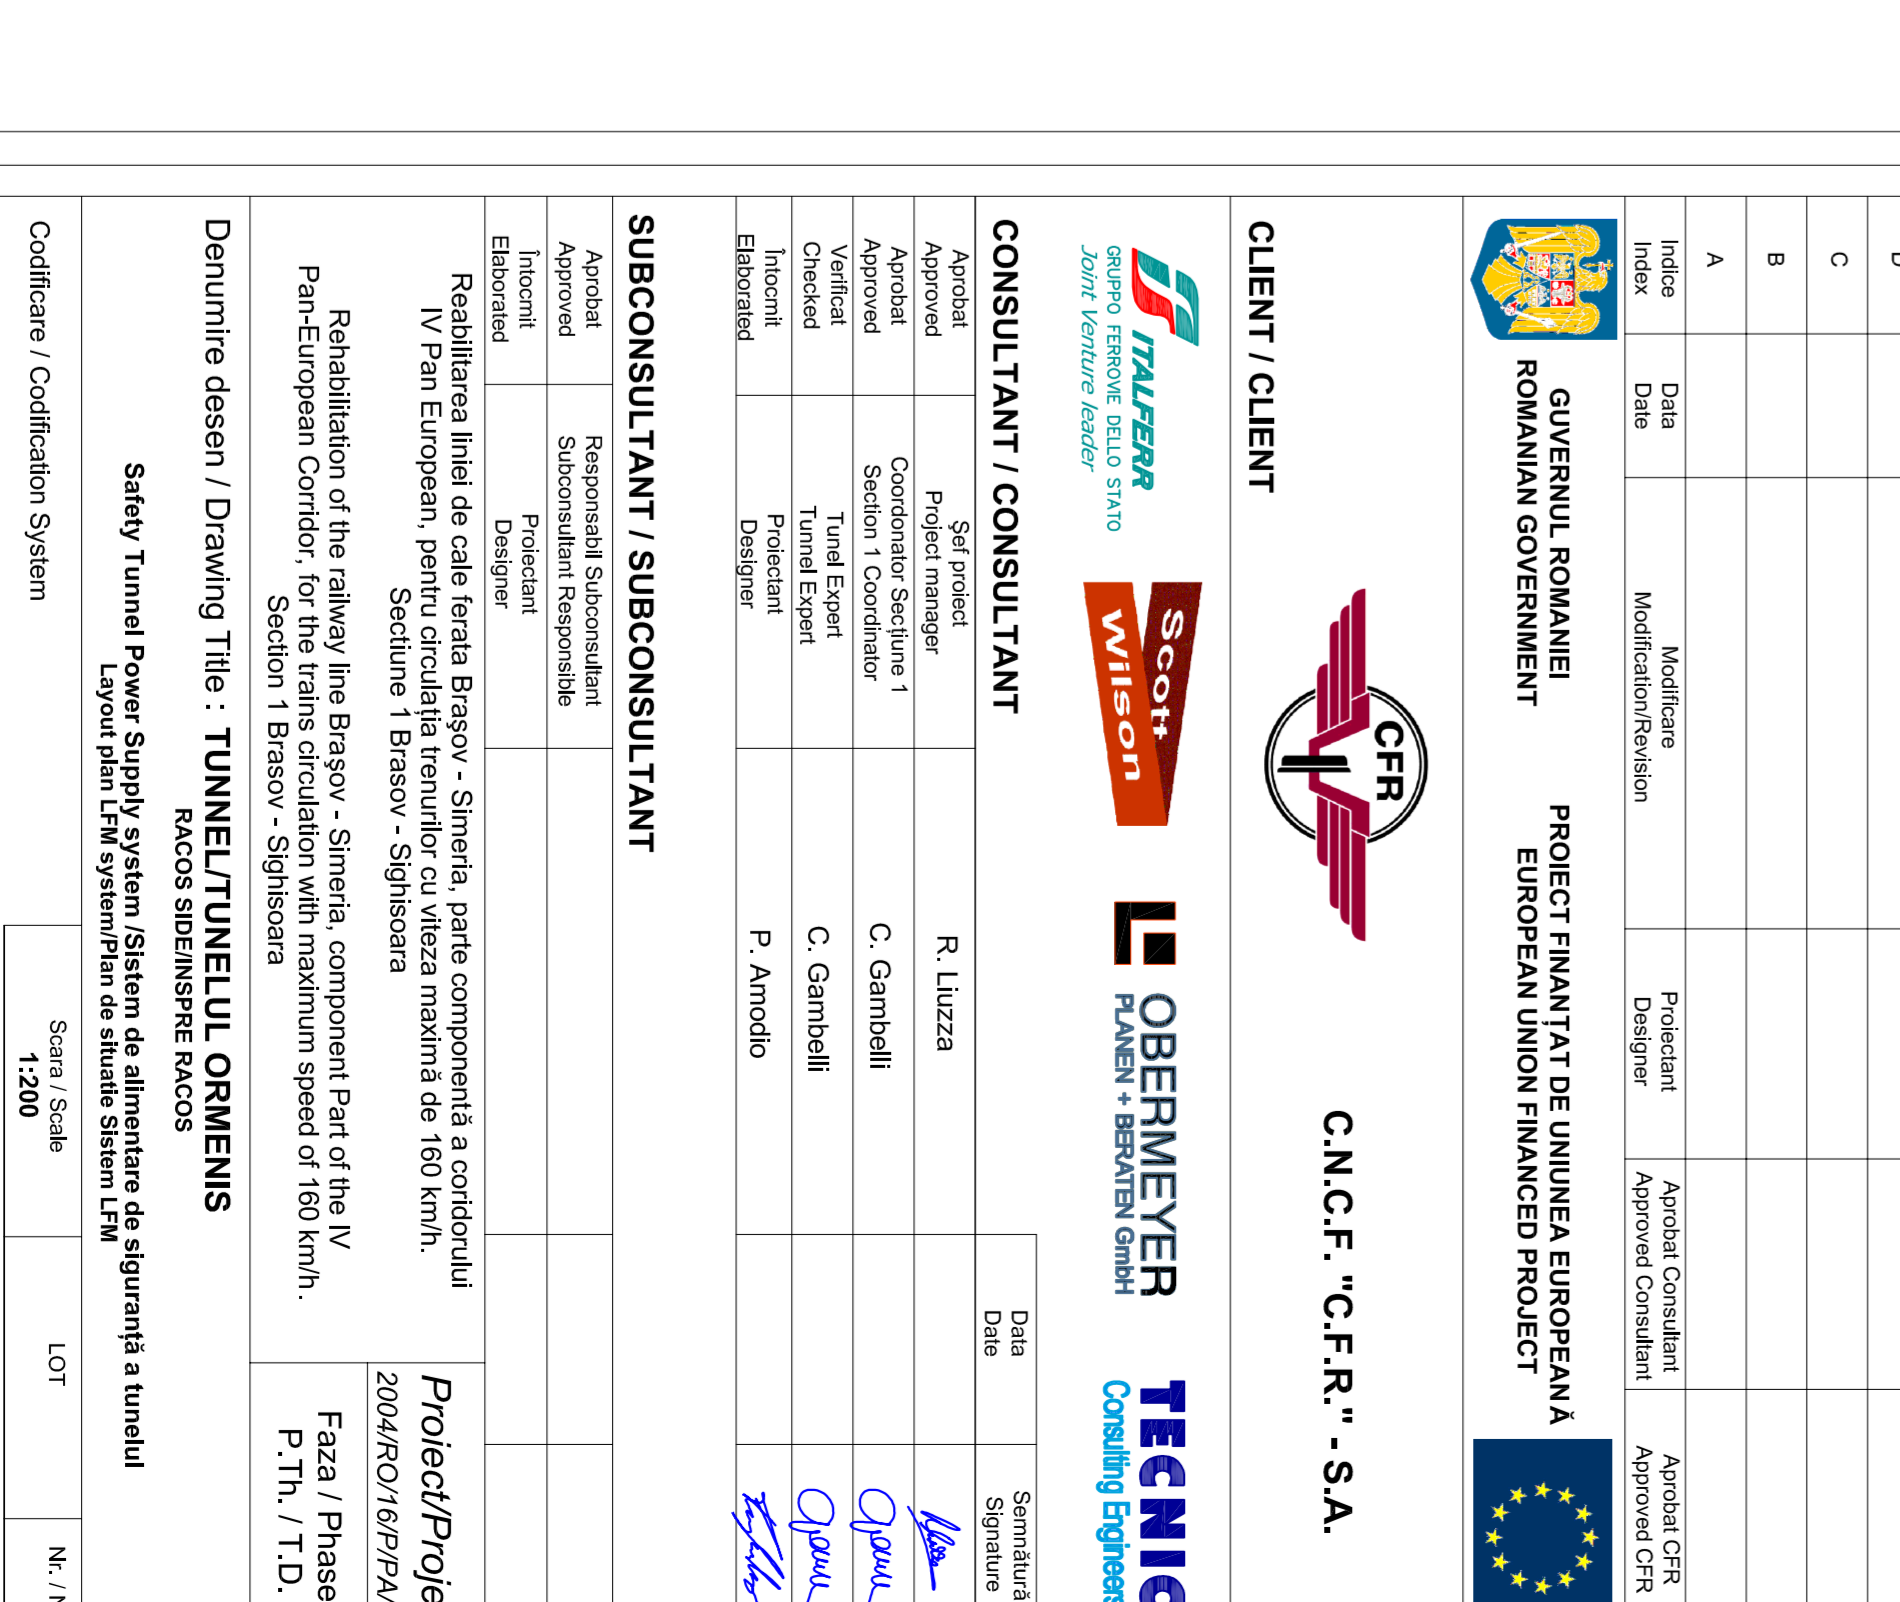 D
C
B
A
Indice
Index
Data
Date
Modificare
Modification/Revision
Proiectant
Designer
Aprobat Consultant
Approved Consultant
Aprobat CFR
Approved CFR
GUVERNUL ROMANIEI
ROMANIAN GOVERNMENT
PROIECT FINANȚAT DE UNIUNEA EUROPEANĂ
EUROPEAN UNION FINANCED PROJECT
CLIENT / CLIENT
CFR
C.N.C.F. "C.F.R." - S.A.
ITALFERR
GRUPPO FERROVIE DELLO STATO
Joint Venture leader
Scott
Wilson
OBERMEYER
PLANEN + BERATEN GmbH
TECNIC
Consulting Engineers
CONSULTANT / CONSULTANT
Data
Date
Semnătură
Signature
Aprobat
Approved
Şef proiect
Project manager
R. Liuzza
Aprobat
Approved
Coordonator Secțiune 1
Section 1 Coordinator
C. Gambelli
Verificat
Checked
Tunel Expert
Tunnel Expert
C. Gambelli
Întocmit
Elaborated
Proiectant
Designer
P. Amodio
SUBCONSULTANT / SUBCONSULTANT
Aprobat
Approved
Responsabil Subconsultant
Subconsultant Responsible
Întocmit
Elaborated
Proiectant
Designer
Reabilitarea liniei de cale ferata Braşov - Simeria, parte componentă a coridorului
IV Pan European, pentru circulația trenurilor cu viteza maximă de 160 km/h.
Sectiune 1 Brasov - Sighisoara
Rehabilitation of the railway line Braşov - Simeria, component Part of the IV
Pan-European Corridor, for the trains circulation with maximum speed of 160 km/h.
Section 1 Brasov - Sighisoara
Proiect/Proje
2004/RO/16/P/PA/
Faza / Phase
P.Th. / T.D.
Denumire desen / Drawing Title : TUNNEL/TUNELUL ORMENIS
RACOS SIDE/INSPRE RACOS
Safety Tunnel Power Supply system /Sistem de alimentare de siguranță a tunelul
Layout plan LFM system/Plan de situatie Sistem LFM
Codificare / Codification System
Scara / Scale
1:200
LOT
Nr. /